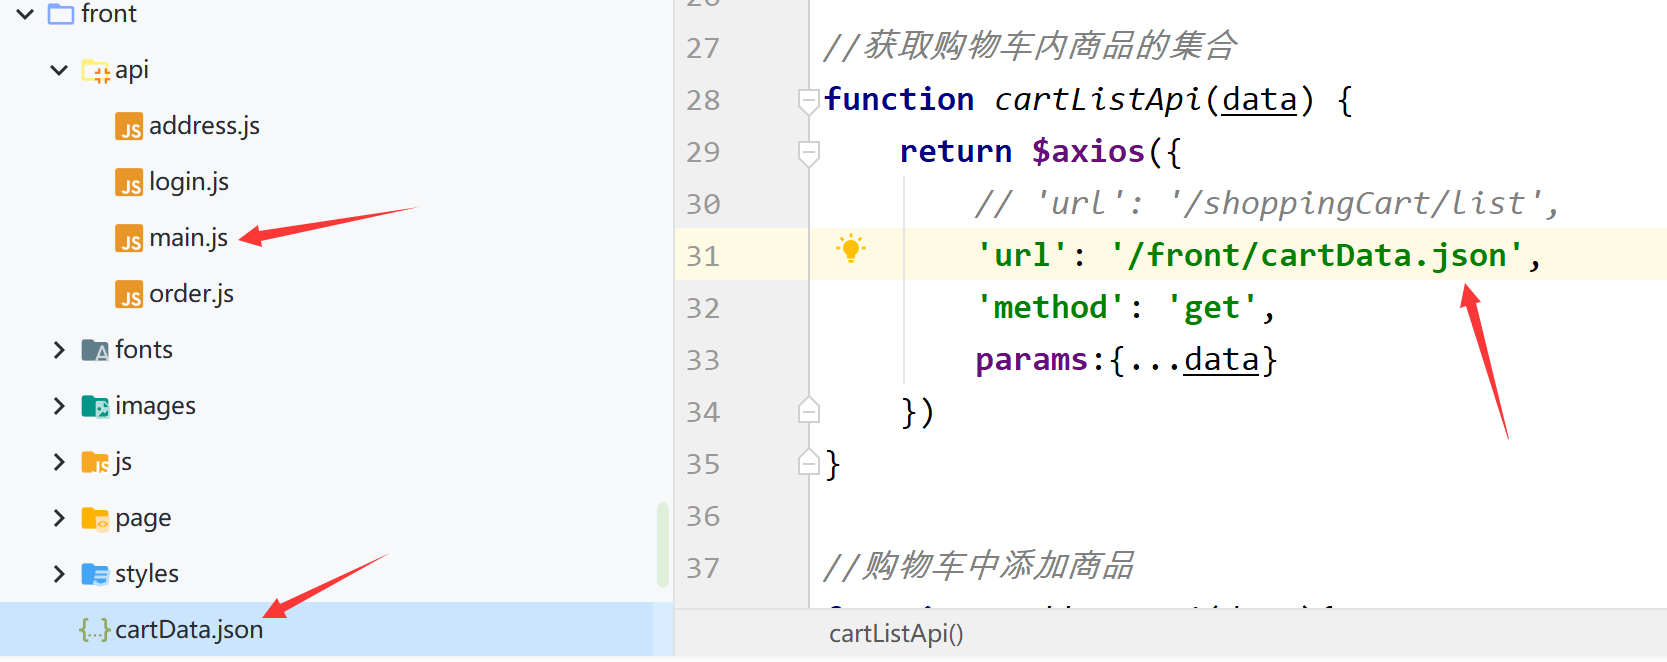 front
api
address.js
login.js
main.js
order.js
fonts
images
js
page
styles
cartData.json
27 //获取购物车内商品的集合
28 function cartListApi(data) {
29 return $axios({
30 // 'url': '/shoppingCart/list',
31 'url': '/front/cartData.json',
32 'method': 'get',
33 params:{...data}
34 })
35 }
36
37 //购物车中添加商品
cartListApi()